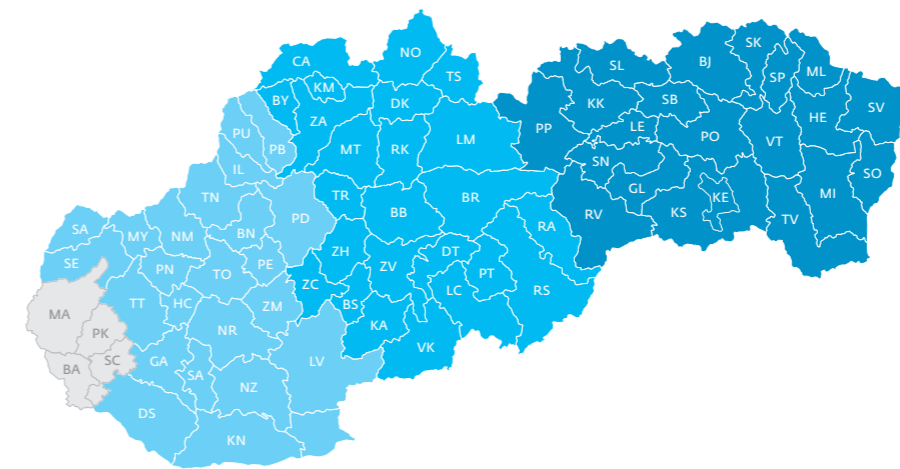 SK
NO
CA
SL
BJ
ML
TS
SP
KM
BY
DK
KK
SB
SV
ZA
HE
PP
LE
PU
PO
LM
VT
PB
MT
RK
SN
IL
SO
GL
MI
TN
TR
KE
BR
BB
RV
KS
PD
TV
RA
SA
MY
NM
BN
ZH
DT
SE
PN
TO
PE
ZV
PT
ZC
LC
RS
TT
HC
BS
ZM
MA
KA
NR
PK
VK
GA
LV
SC
BA
SA
NZ
DS
KN